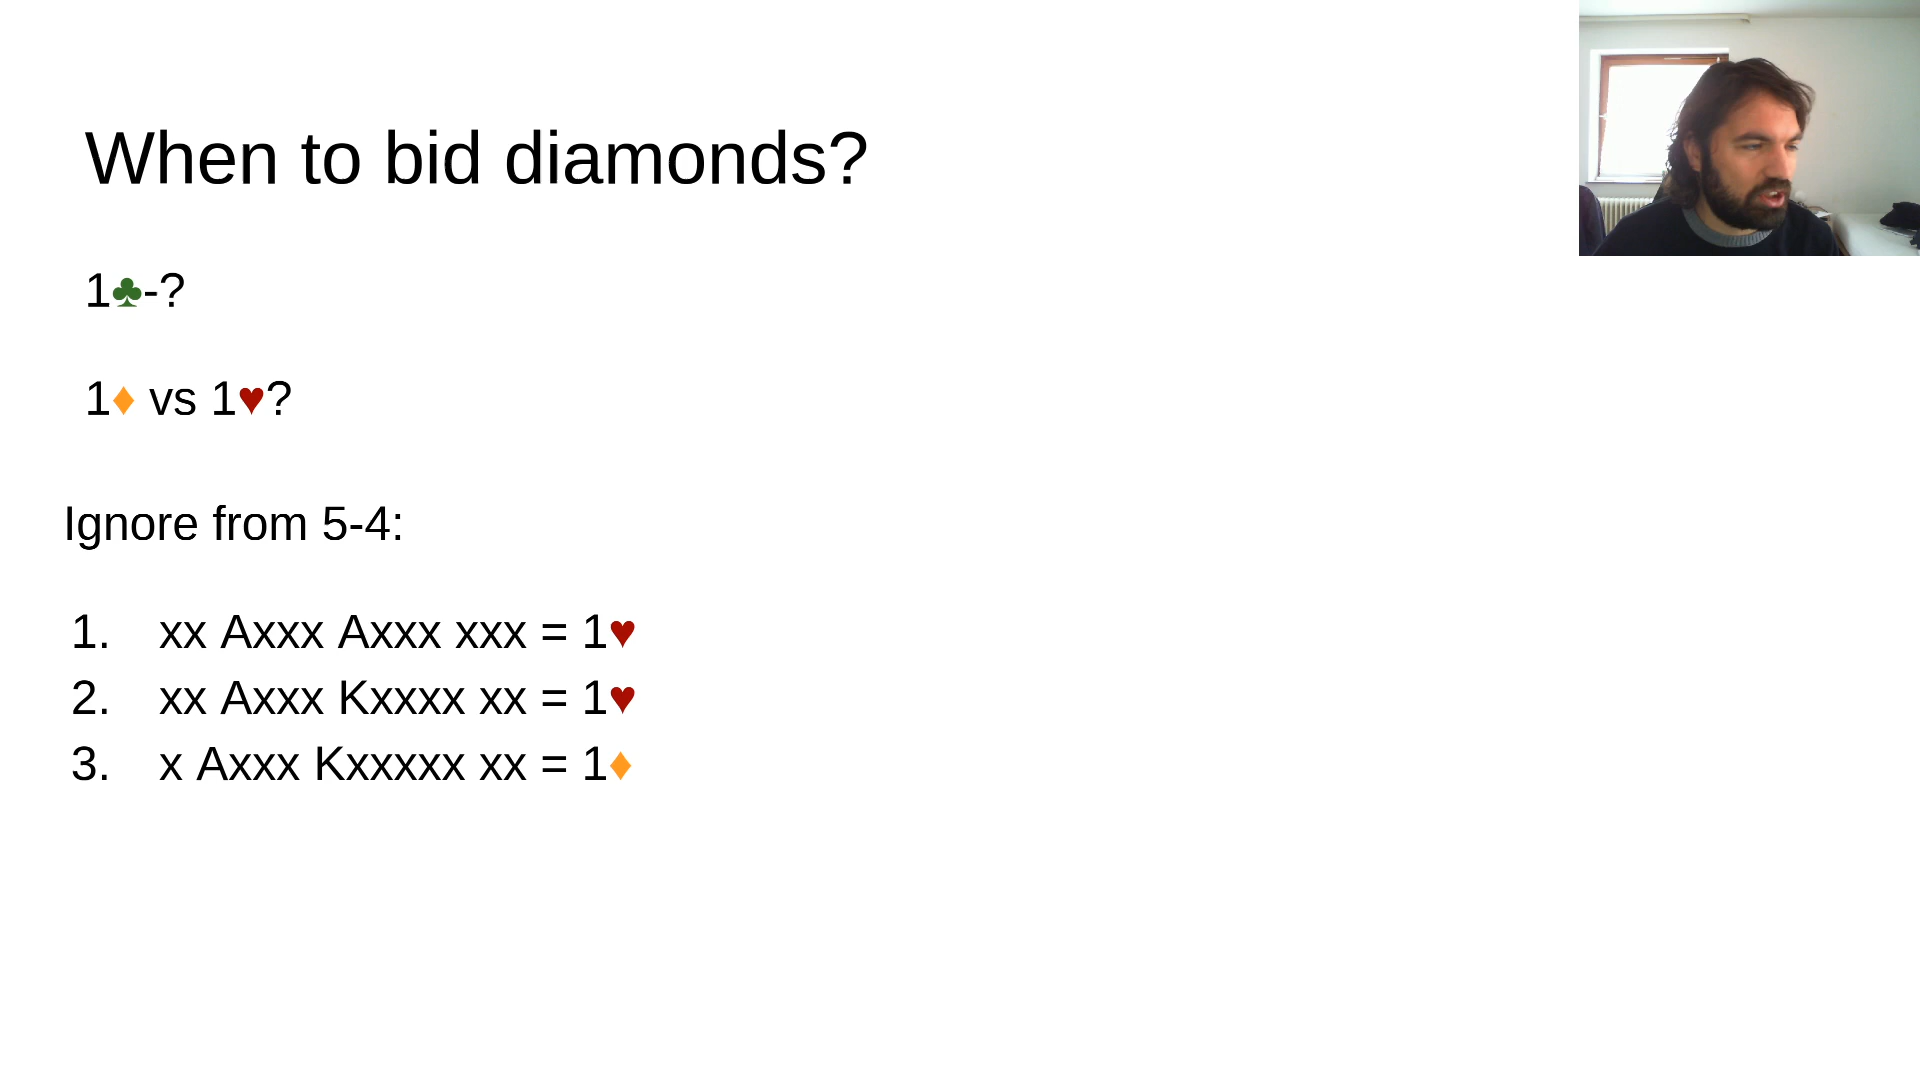 When to bid diamonds?
1♣-?
1♦ vs 1♥?
Ignore from 5-4:
1. xx Axxx Axxx xxx = 1♥
2. xx Axxx Kxxxx xx = 1♥
3. x Axxx Kxxxxx xx = 1♦